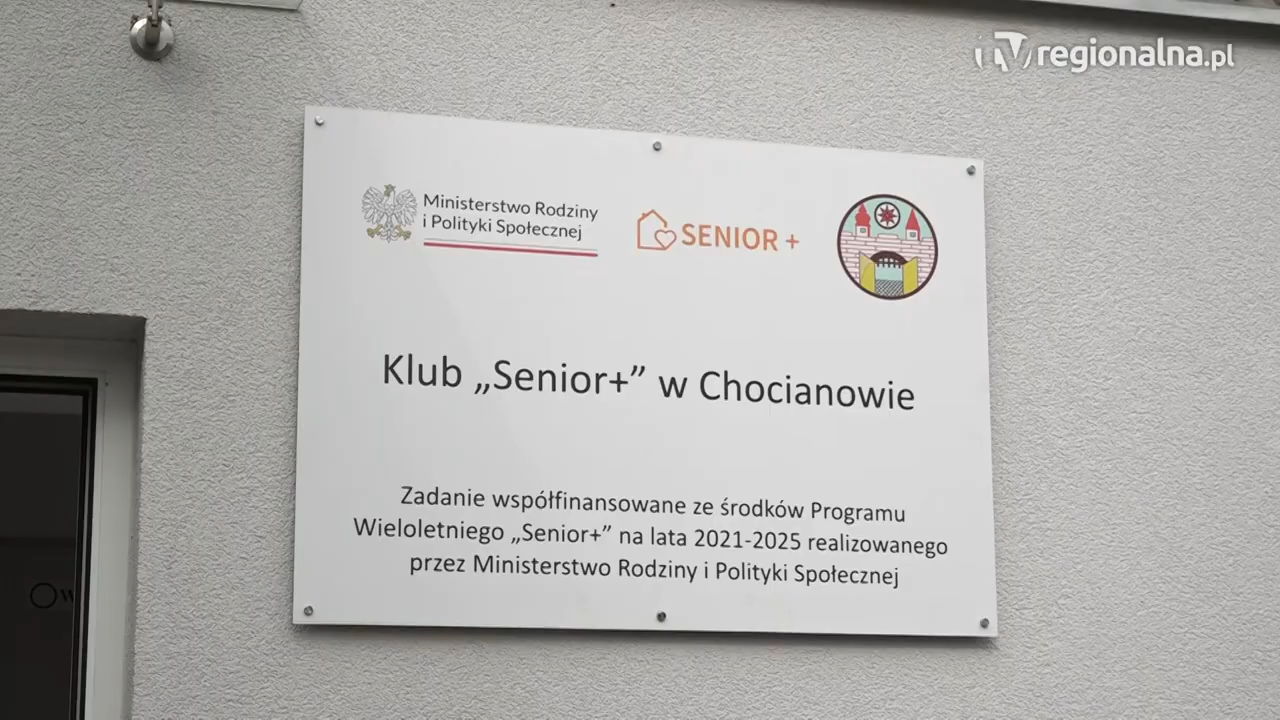 tv regionalna.pl
Ministerstwo Rodziny
i Polityki Społecznej
SENIOR +
Klub „Senior+” w Chocianowie
Zadanie współfinansowane ze środków Programu
Wieloletniego „Senior+” na lata 2021-2025 realizowanego
przez Ministerstwo Rodziny i Polityki Społecznej